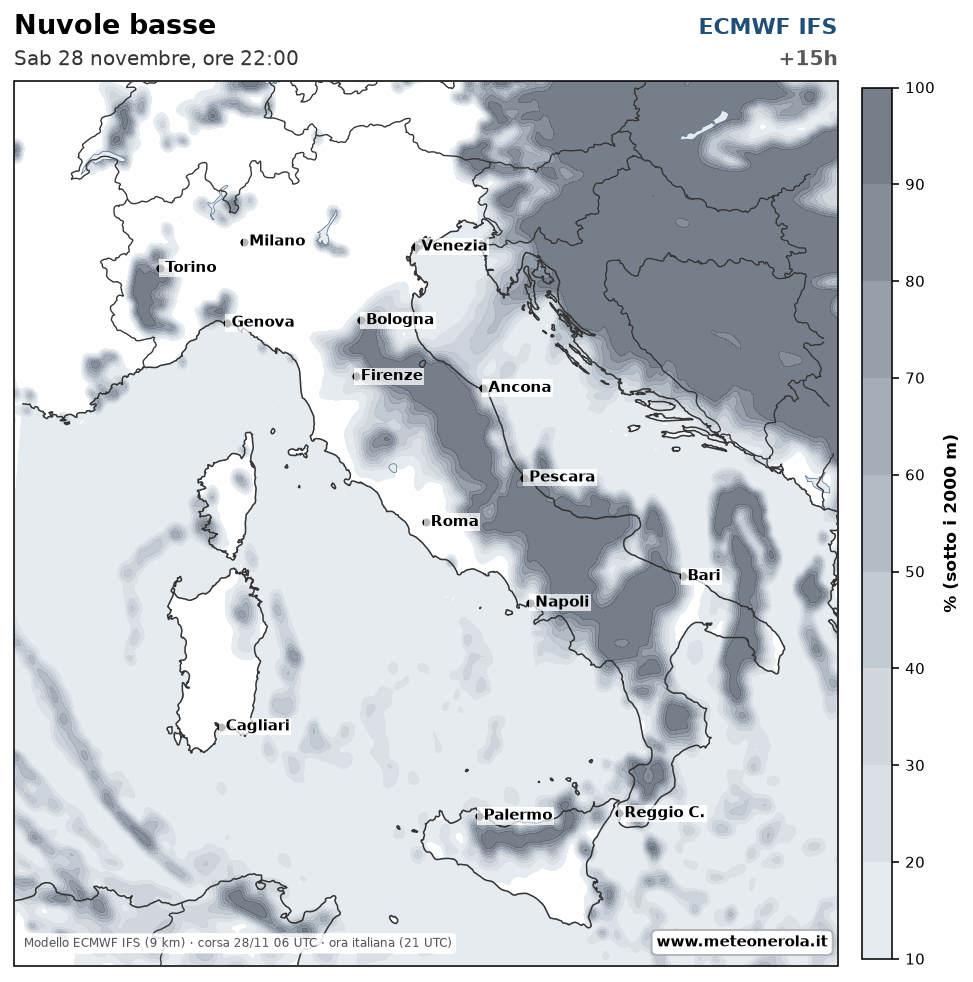 Nuvole basse
ECMWF IFS
Sab 28 novembre, ore 22:00
+15h
Milano
Venezia
Torino
Bologna
Genova
Firenze
Ancona
Pescara
Roma
Bari
Napoli
Cagliari
Palermo
Reggio C.
100
90
80
70
60
50
40
30
20
10
% (sotto i 2000 m)
Modello ECMWF IFS (9 km) · corsa 28/11 06 UTC · ora italiana (21 UTC)
www.meteonerola.it